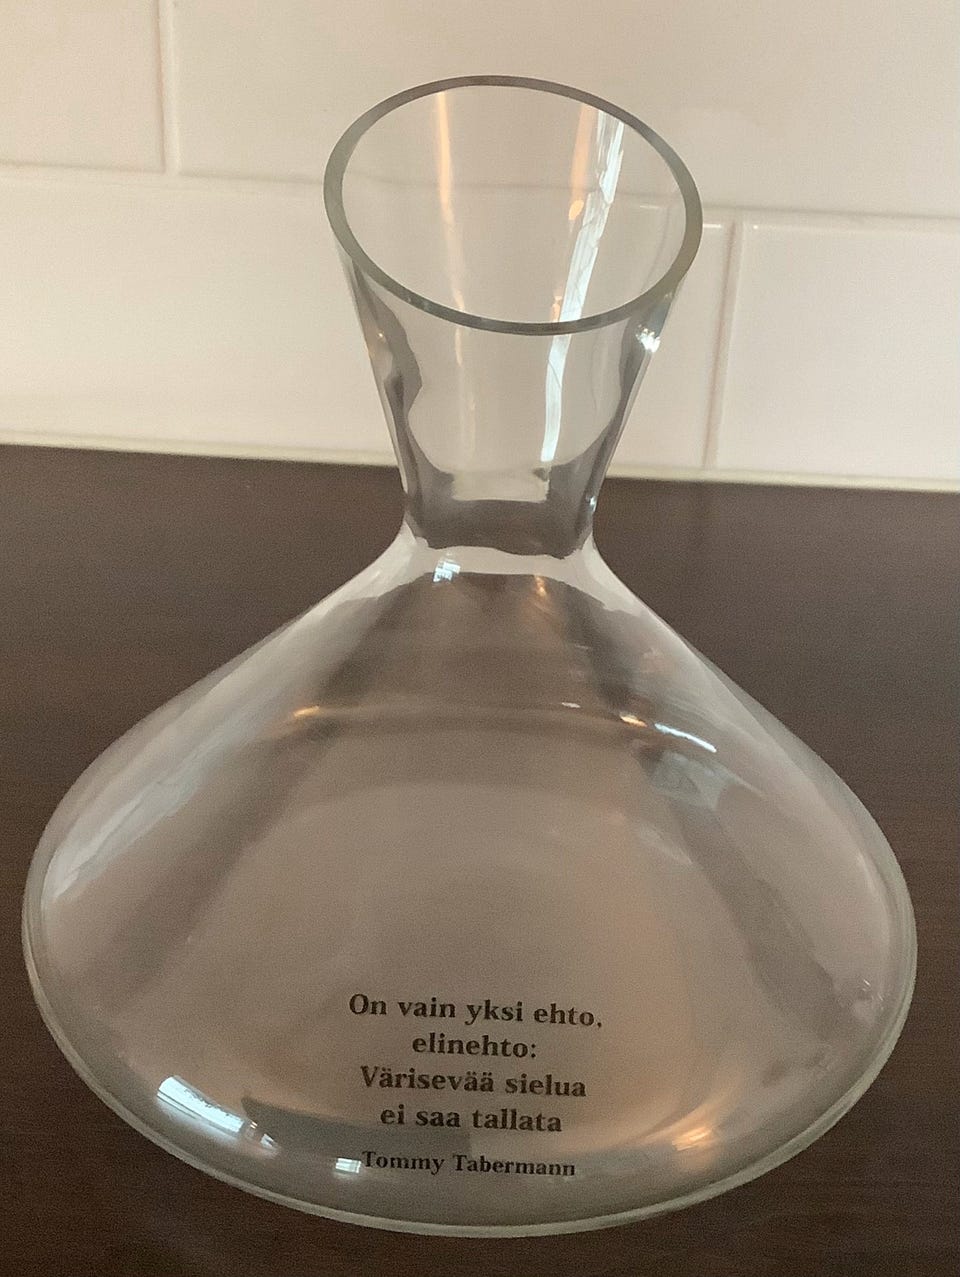 On vain yksi ehto,
elinehto:
Värisevää sielua
ei saa tallata
Tommy Tabermann